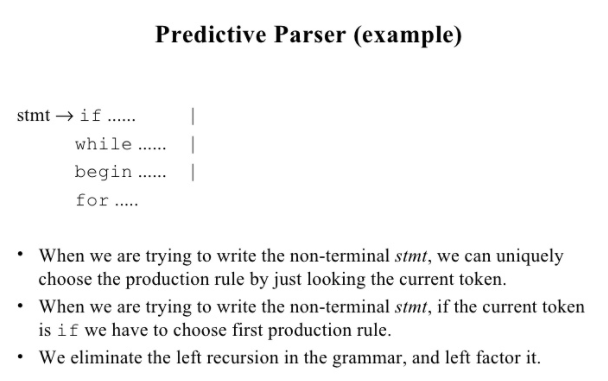 Predictive Parser (example)
stmt → if ...... |
while ...... |
begin ...... |
for .....
• When we are trying to write the non-terminal stmt, we can uniquely
choose the production rule by just looking the current token.
• When we are trying to write the non-terminal stmt, if the current token
is if we have to choose first production rule.
• We eliminate the left recursion in the grammar, and left factor it.